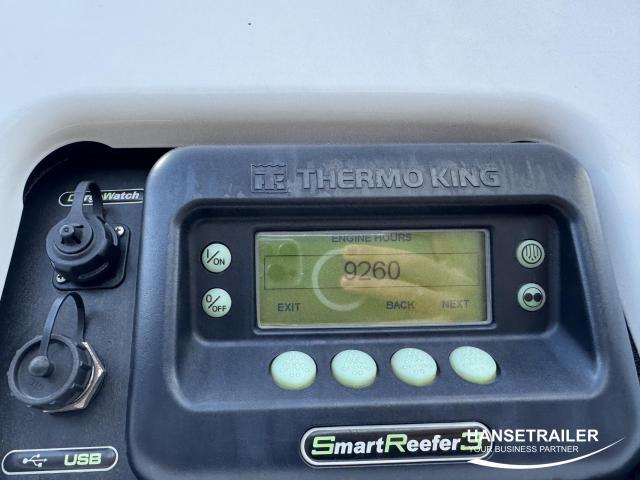 THERMO KING
CargoWatch
ENGINE HOURS
I/ON
9260
0/OFF
EXIT
BACK
NEXT
SmartReefer3
HANSETRAILER
YOUR BUSINESS PARTNER
USB